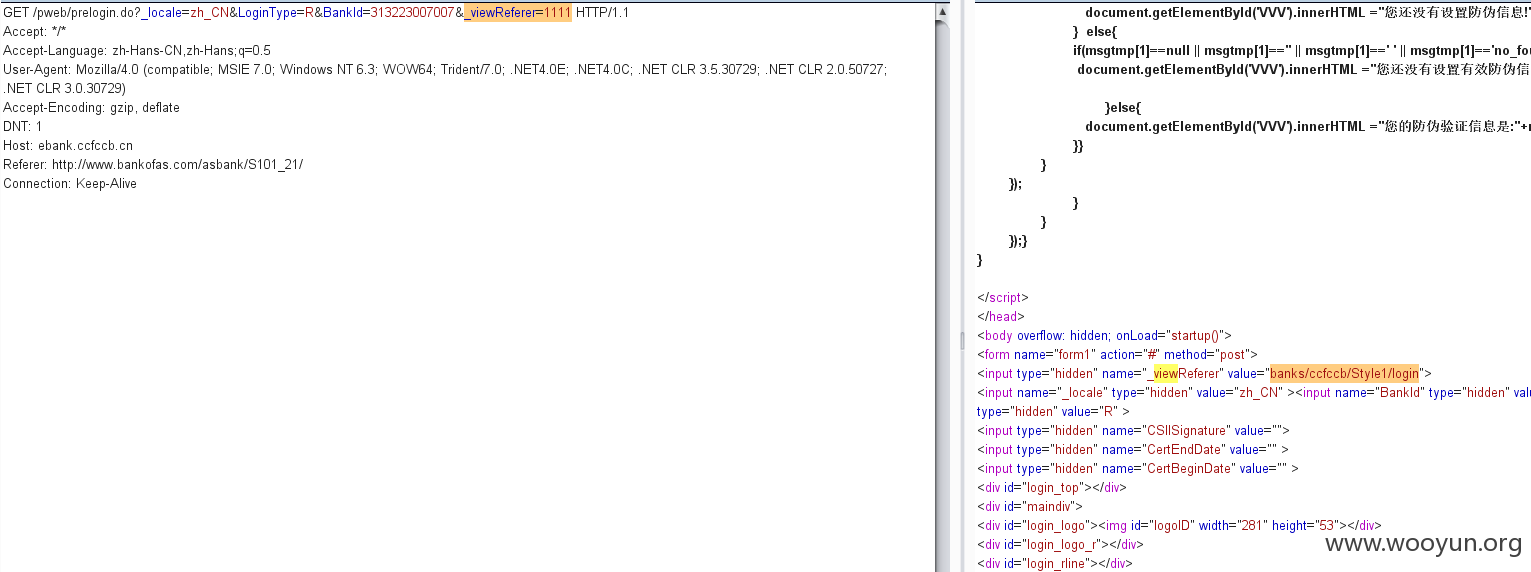 GET /pweb/prelogin.do?_locale=zh_CN&LoginType=R&BankId=313223007007&_viewReferer=1111 HTTP/1.1
Accept: */*
Accept-Language: zh-Hans-CN,zh-Hans;q=0.5
User-Agent: Mozilla/4.0 (compatible; MSIE 7.0; Windows NT 6.3; WOW64; Trident/7.0; .NET4.0E; .NET4.0C; .NET CLR 3.5.30729; .NET CLR 2.0.50727;
.NET CLR 3.0.30729)
Accept-Encoding: gzip, deflate
DNT: 1
Host: ebank.ccfccb.cn
Referer: http://www.bankofas.com/asbank/S101_21/
Connection: Keep-Alive
document.getElementById('VVV').innerHTML ="您还没有设置防伪信息!"
} else{
if(msgtmp[1]==null || msgtmp[1]=='' || msgtmp[1]==' ' || msgtmp[1]=='no_fou
document.getElementById('VVV').innerHTML ="您还没有设置有效防伪信
}else{
document.getElementById('VVV').innerHTML ="您的防伪验证信息是:"+
}}
}
});
}
}
});}
}
</script>
</head>
<body overflow: hidden; onLoad="startup()">
<form name="form1" action="#" method="post">
<input type="hidden" name="_viewReferer" value="banks/ccfccb/Style1/login">
<input name="_locale" type="hidden" value="zh_CN" ><input name="BankId" type="hidden" val
type="hidden" value="R" >
<input type="hidden" name="CSIISignature" value="">
<input type="hidden" name="CertEndDate" value="" >
<input type="hidden" name="CertBeginDate" value="" >
<div id="login_top"></div>
<div id="maindiv">
<div id="login_logo"><img id="logoID" width="281" height="53"></div>
<div id="login_logo_r"></div>
<div id="login_rline"></div>
www.wooyun.org